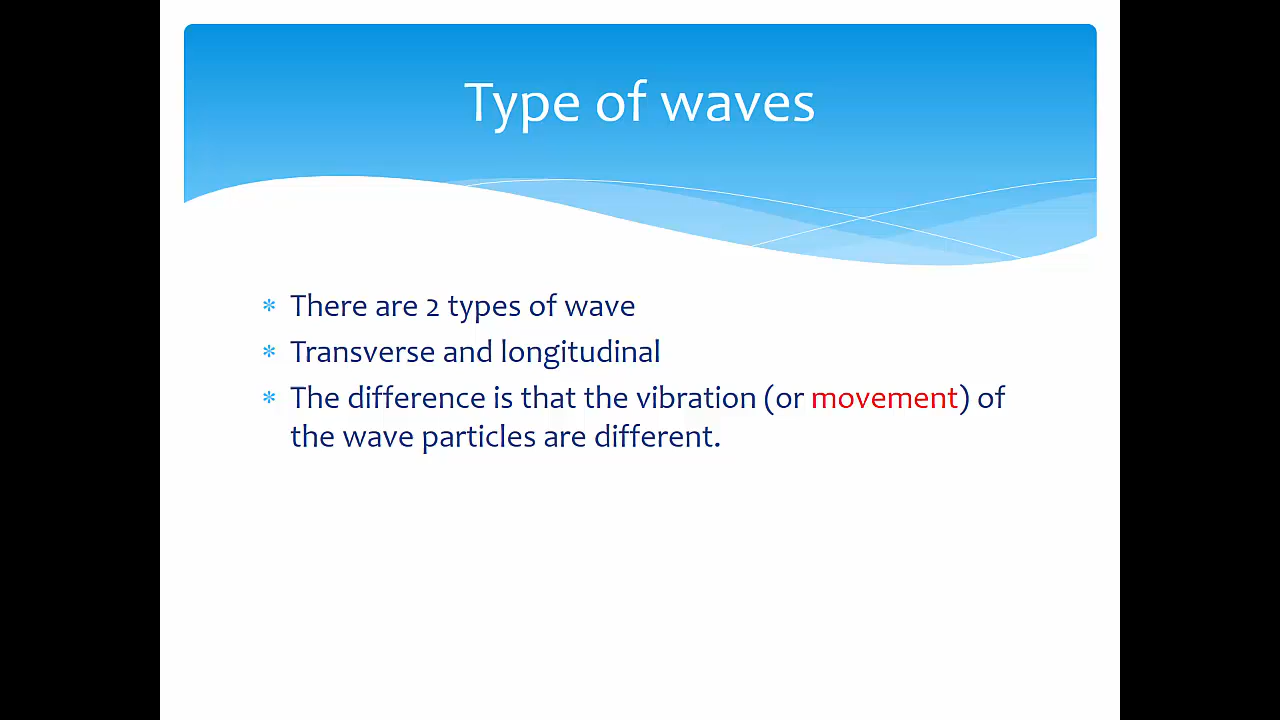 Type of waves
* There are 2 types of wave
* Transverse and longitudinal
* The difference is that the vibration (or movement) of
the wave particles are different.